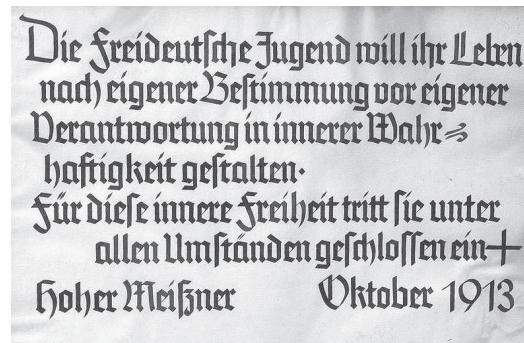 Die Freideutsche Jugend will ihr Leben
nach eigener Bestimmung vor eigener
Verantwortung in innerer Wahr=
haftigkeit gestalten.
Für diese innere Freiheit tritt sie unter
allen Umständen geschlossen ein+
Hoher Meißner Oktober 1913